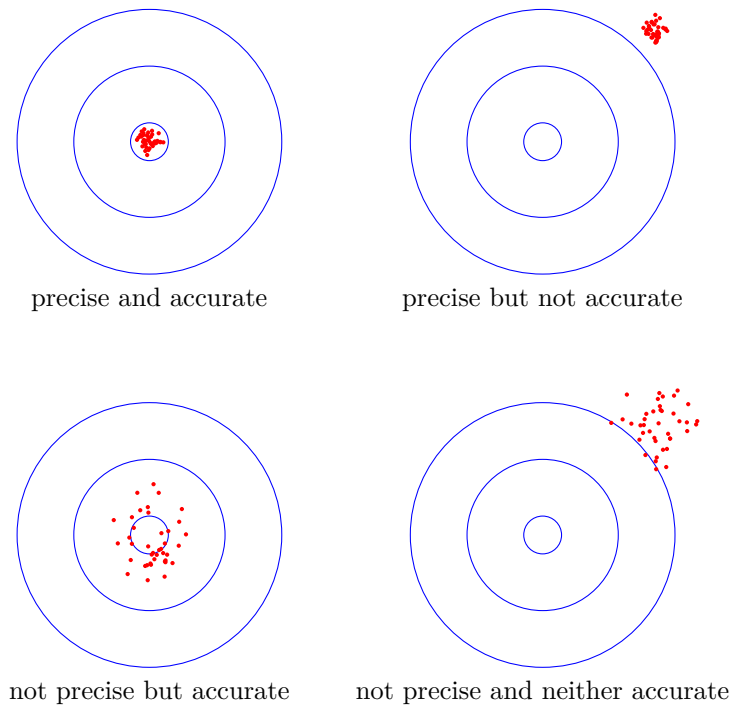 precise and accurate
precise but not accurate
not precise but accurate
not precise and neither accurate